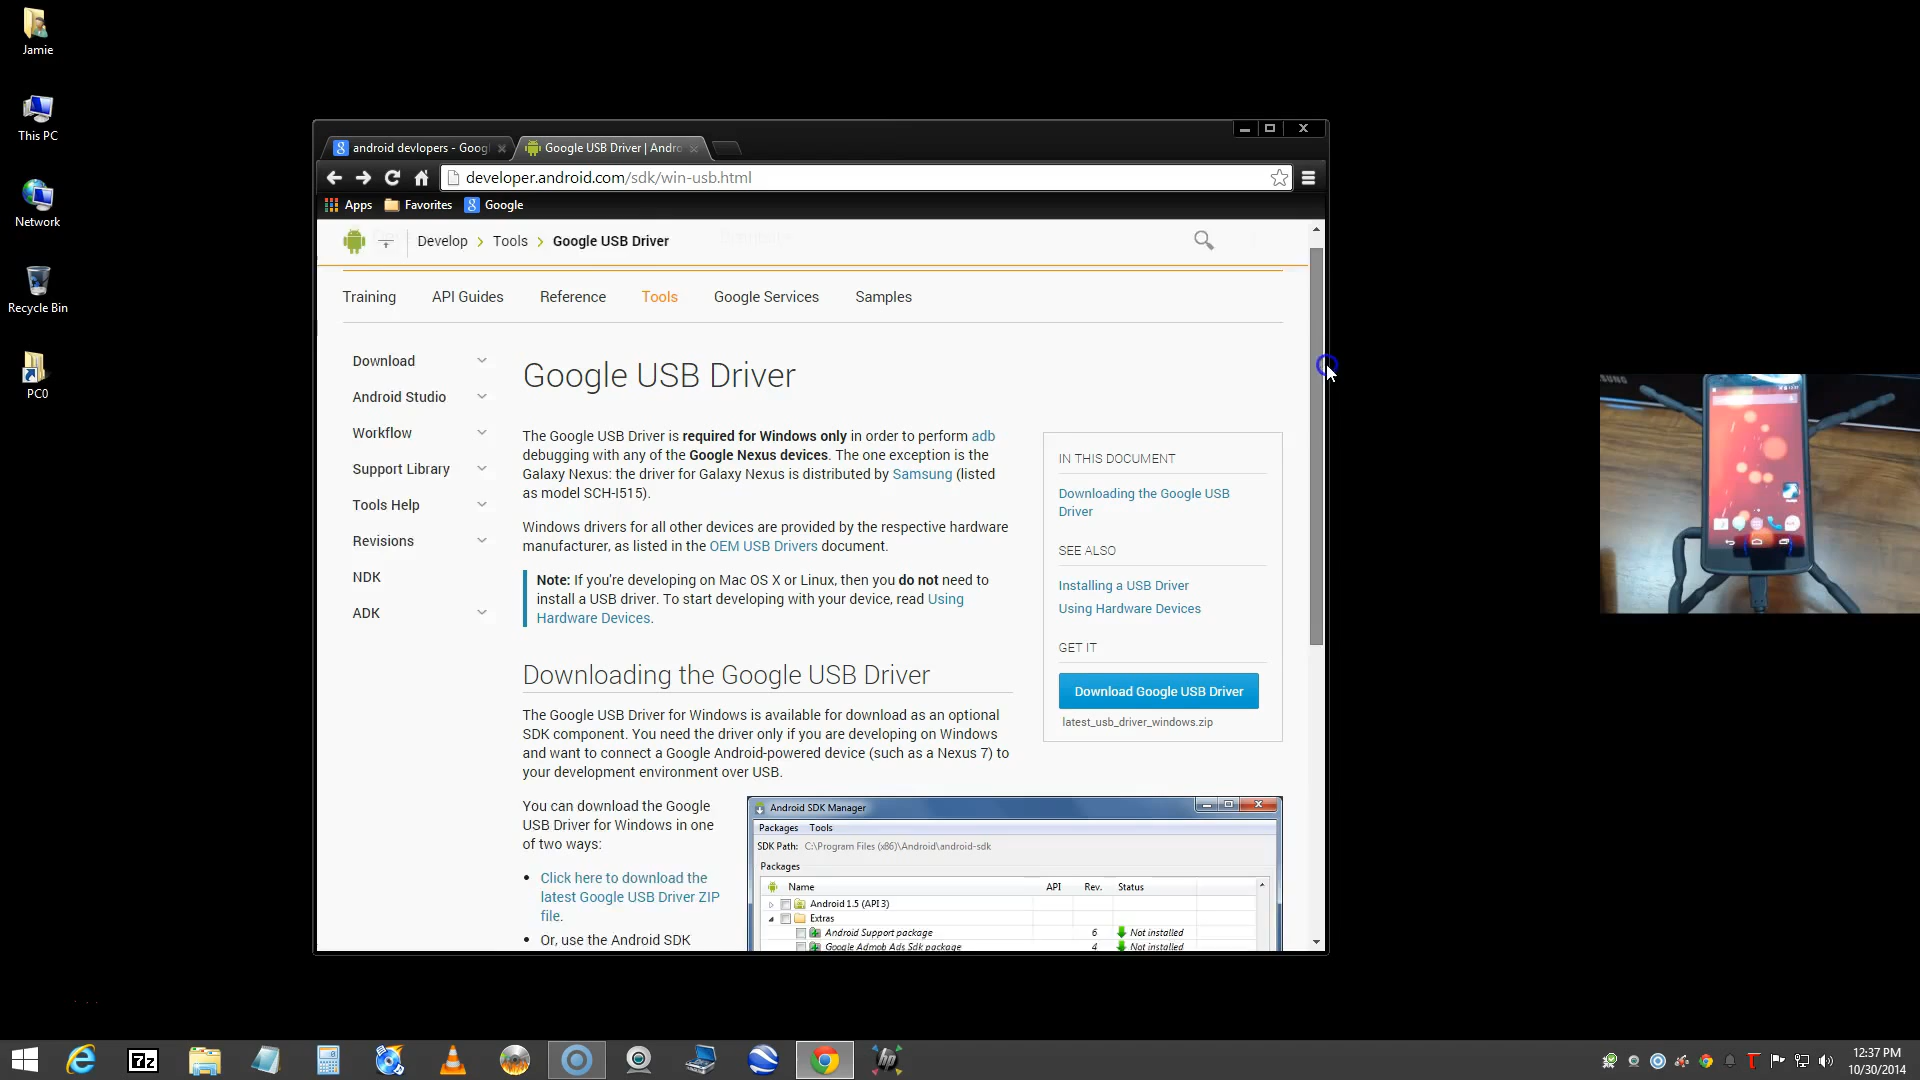 Jamie
This PC
Network
Recycle Bin
PC0
android devlopers - Goog
Google USB Driver | Andro
developer.android.com/sdk/win-usb.html
Apps
Favorites
Google
Develop
Tools
Google USB Driver
Training
API Guides
Reference
Tools
Google Services
Samples
Download
Android Studio
Workflow
Support Library
Tools Help
Revisions
NDK
ADK
Google USB Driver
The Google USB Driver is required for Windows only in order to perform adb
debugging with any of the Google Nexus devices. The one exception is the
Galaxy Nexus: the driver for Galaxy Nexus is distributed by Samsung (listed
as model SCH-I515).
Windows drivers for all other devices are provided by the respective hardware
manufacturer, as listed in the OEM USB Drivers document.
Note: If you're developing on Mac OS X or Linux, then you do not need to
install a USB driver. To start developing with your device, read Using
Hardware Devices.
IN THIS DOCUMENT
Downloading the Google USB
Driver
SEE ALSO
Installing a USB Driver
Using Hardware Devices
GET IT
Download Google USB Driver
latest_usb_driver_windows.zip
Downloading the Google USB Driver
The Google USB Driver for Windows is available for download as an optional
SDK component. You need the driver only if you are developing on Windows
and want to connect a Google Android-powered device (such as a Nexus 7) to
your development environment over USB.
You can download the Google
USB Driver for Windows in one
of two ways:
Click here to download the
latest Google USB Driver ZIP
file.
Or, use the Android SDK
Android SDK Manager
Packages Tools
SDK Path: C:\Program Files (x86)\Android\android-sdk
Packages
Name API Rev. Status
Android 1.5 (API 3)
Extras
Android Support package 6 Not installed
Google Admob Ads Sdk package 4 Not installed
7z
hp
12:37 PM
10/30/2014